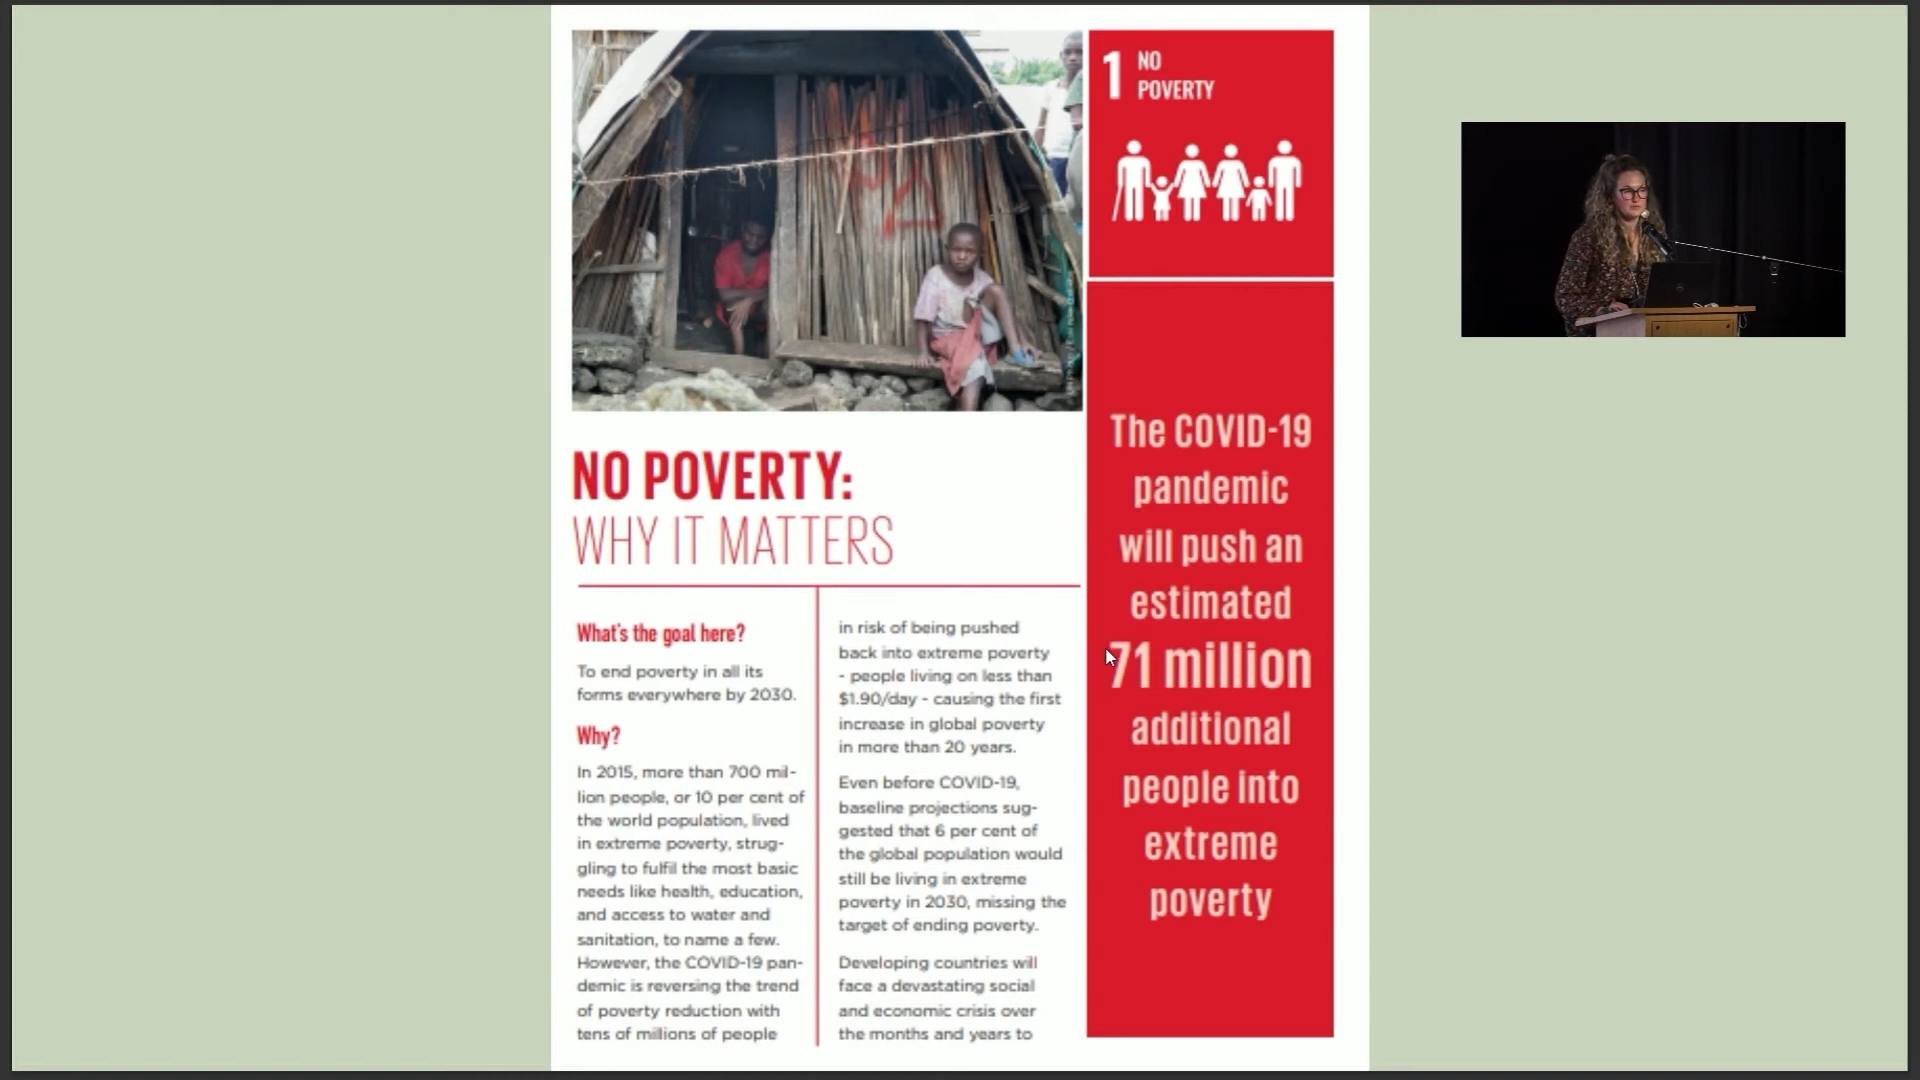 1 NO
POVERTY
The COVID-19
pandemic
will push an
estimated
71 million
additional
people into
extreme
poverty
NO POVERTY:
WHY IT MATTERS
What's the goal here?
To end poverty in all its
forms everywhere by 2030.
Why?
In 2015, more than 700 mil-
lion people, or 10 per cent of
the world population, lived
in extreme poverty, strug-
gling to fulfil the most basic
needs like health, education,
and access to water and
sanitation, to name a few.
However, the COVID-19 pan-
demic is reversing the trend
of poverty reduction with
tens of millions of people
in risk of being pushed
back into extreme poverty
- people living on less than
$1.90/day - causing the first
increase in global poverty
in more than 20 years.
Even before COVID-19,
baseline projections sug-
gested that 6 per cent of
the global population would
still be living in extreme
poverty in 2030, missing the
target of ending poverty.
Developing countries will
face a devastating social
and economic crisis over
the months and years to